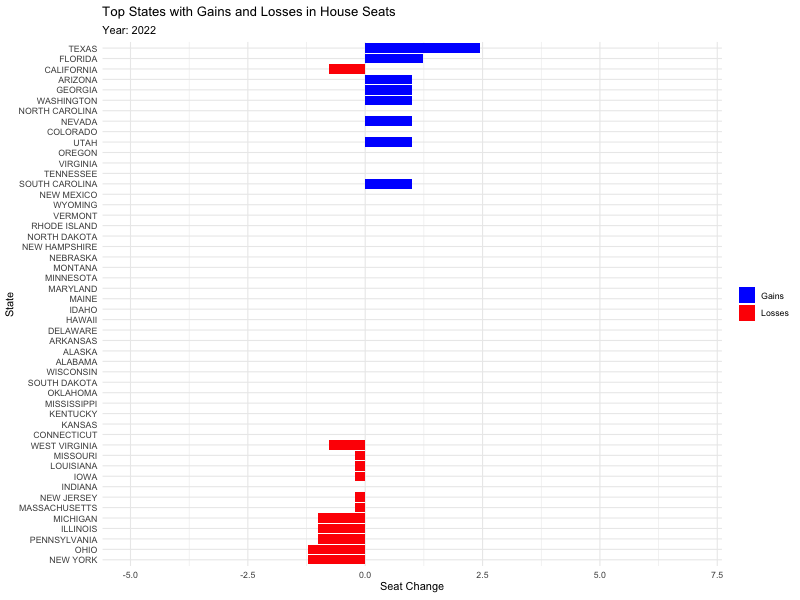 Top States with Gains and Losses in House Seats
Year: 2022
TEXAS
FLORIDA
CALIFORNIA
ARIZONA
GEORGIA
WASHINGTON
NORTH CAROLINA
NEVADA
COLORADO
UTAH
OREGON
VIRGINIA
TENNESSEE
SOUTH CAROLINA
NEW MEXICO
WYOMING
VERMONT
RHODE ISLAND
NORTH DAKOTA
NEW HAMPSHIRE
NEBRASKA
MONTANA
MINNESOTA
MARYLAND
MAINE
IDAHO
HAWAII
DELAWARE
ARKANSAS
ALASKA
ALABAMA
WISCONSIN
SOUTH DAKOTA
OKLAHOMA
MISSISSIPPI
KENTUCKY
KANSAS
CONNECTICUT
WEST VIRGINIA
MISSOURI
LOUISIANA
IOWA
INDIANA
NEW JERSEY
MASSACHUSETTS
MICHIGAN
ILLINOIS
PENNSYLVANIA
OHIO
NEW YORK
State
-5.0 -2.5 0.0 2.5 5.0 7.5
Seat Change
Gains
Losses